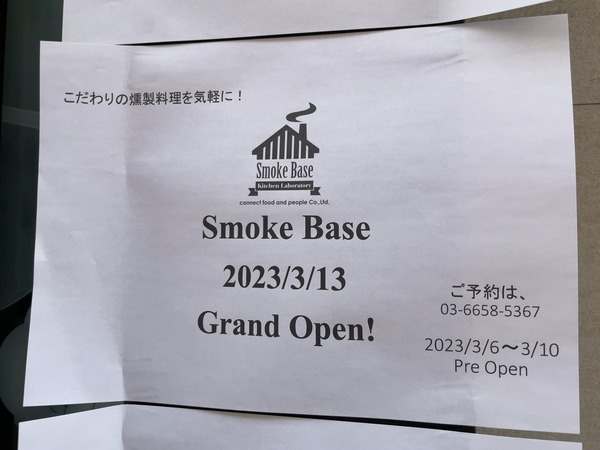 こだわりの燻製料理を気軽に！
Smoke Base
Kitchen Laboratory
connect food and people Co.,Ltd.
Smoke Base
2023/3/13
Grand Open!
ご予約は、
03-6658-5367
2023/3/6～3/10
Pre Open